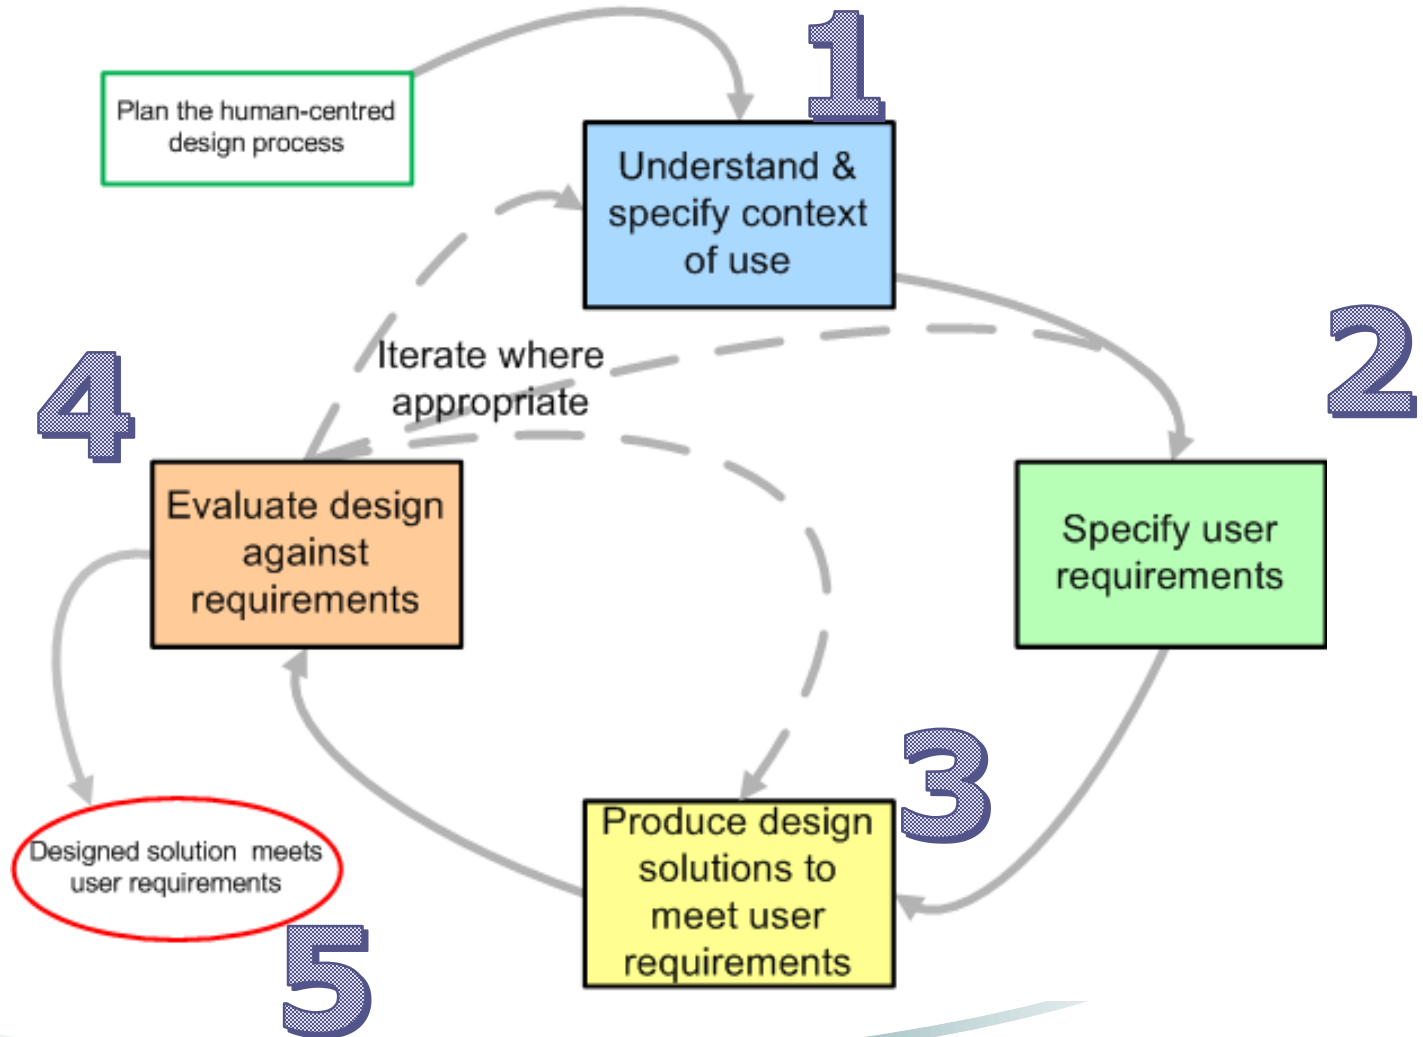 Plan the human-centred
design process
1
Understand &
specify context
of use
2
Iterate where
appropriate
4
Evaluate design
against
requirements
Specify user
requirements
3
Produce design
solutions to
meet user
requirements
Designed solution meets
user requirements
5